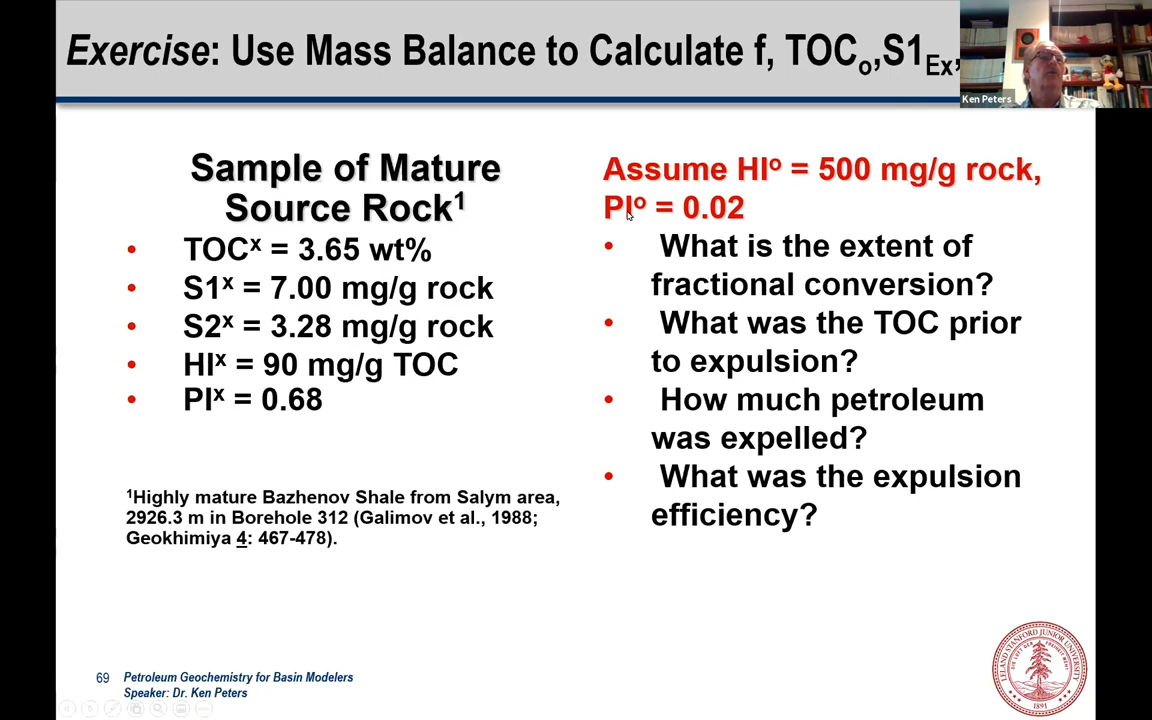 Exercise: Use Mass Balance to Calculate f, TOCₒ,S1Ex,
Ken Peters
Sample of Mature
Source Rock¹
• TOCˣ = 3.65 wt%
• S1ˣ = 7.00 mg/g rock
• S2ˣ = 3.28 mg/g rock
• HIˣ = 90 mg/g TOC
• PIˣ = 0.68
¹Highly mature Bazhenov Shale from Salym area,
2926.3 m in Borehole 312 (Galimov et al., 1988;
Geokhimiya 4: 467-478).
Assume HIᵒ = 500 mg/g rock,
PIᵒ = 0.02
• What is the extent of
fractional conversion?
• What was the TOC prior
to expulsion?
• How much petroleum
was expelled?
• What was the expulsion
efficiency?
69 Petroleum Geochemistry for Basin Modelers
Speaker: Dr. Ken Peters
LELAND STANFORD JUNIOR UNIVERSITY
1891